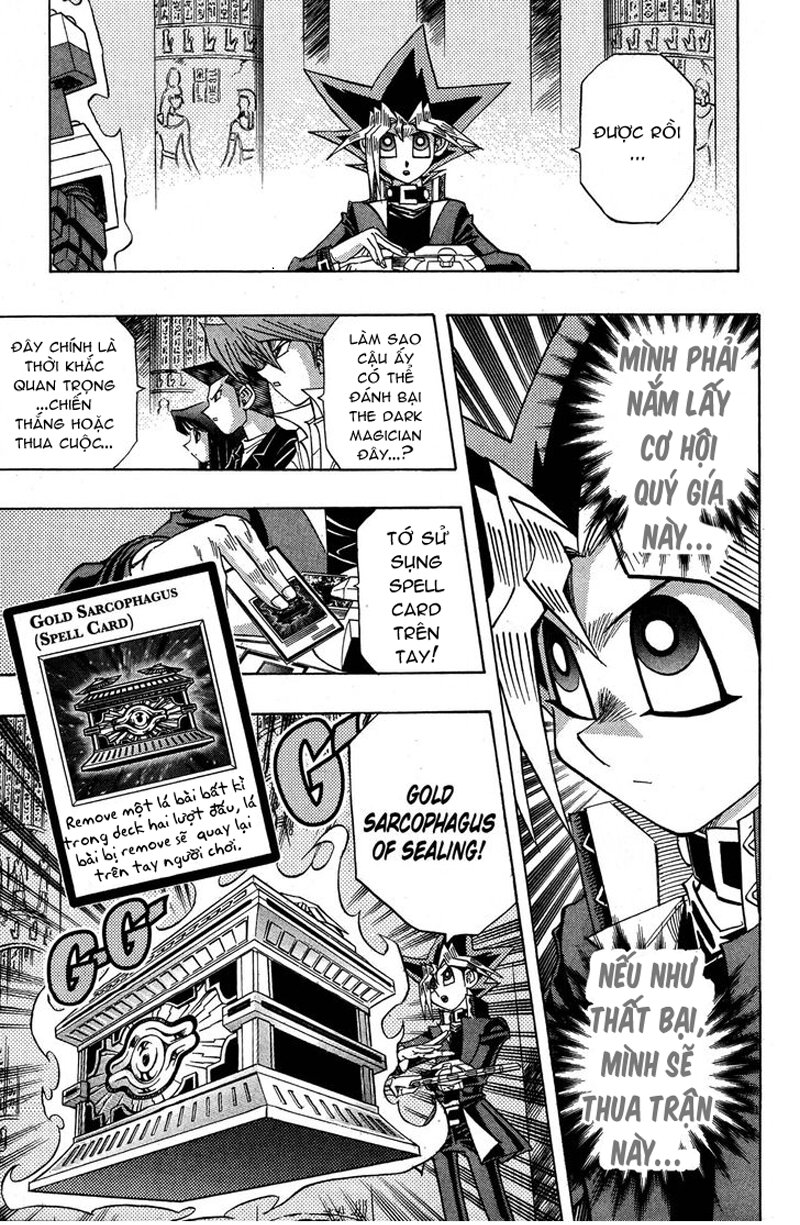 ĐƯỢC RỒI
...
MÌNH PHẢI
NẮM LẤY
CƠ HỘI
QUÝ GÍA
NÀY...
LÀM SAO
CẬU ẤY
CÓ THỂ
ĐÁNH BẠI
THE DARK
MAGICIAN
ĐÂY...?
ĐÂY CHÍNH LÀ
THỜI KHẮC
QUAN TRỌNG
...CHIẾN
THẮNG HOẶC
THUA CUỘC...
NẾU NHƯ
THẤT BẠI,
MÌNH SẼ
THUA TRẬN
NÀY...
TỚ SỬ
SỤNG
SPELL
CARD
TRÊN
TAY!
GOLD SARCOPHAGUS
(SPELL CARD)
Remove một lá bài bất kì
trong deck hai lượt đấu, lá
bài bị remove sẽ quay lại
trên tay người chơi.
GOLD
SARCOPHAGUS
OF SEALING!
G-
G-
G-G-